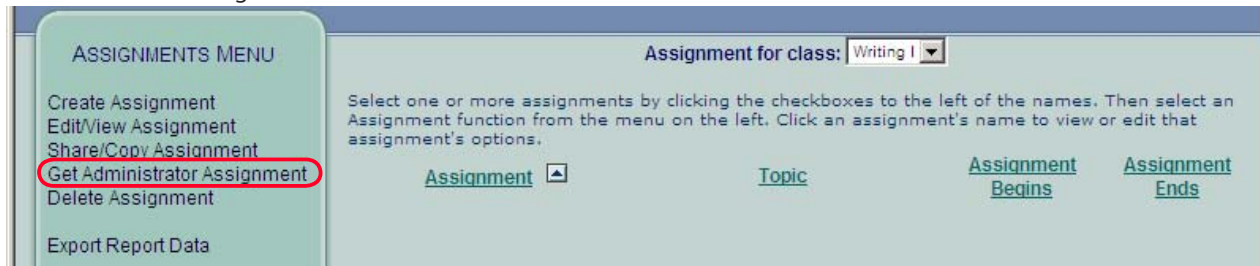 ASSIGNMENTS MENU
Create Assignment
Edit/View Assignment
Share/Copy Assignment
Get Administrator Assignment
Delete Assignment
Export Report Data
Assignment for class: Writing I
Select one or more assignments by clicking the checkboxes to the left of the names. Then select an
Assignment function from the menu on the left. Click an assignment's name to view or edit that
assignment's options.
Assignment Topic Assignment Begins Assignment Ends